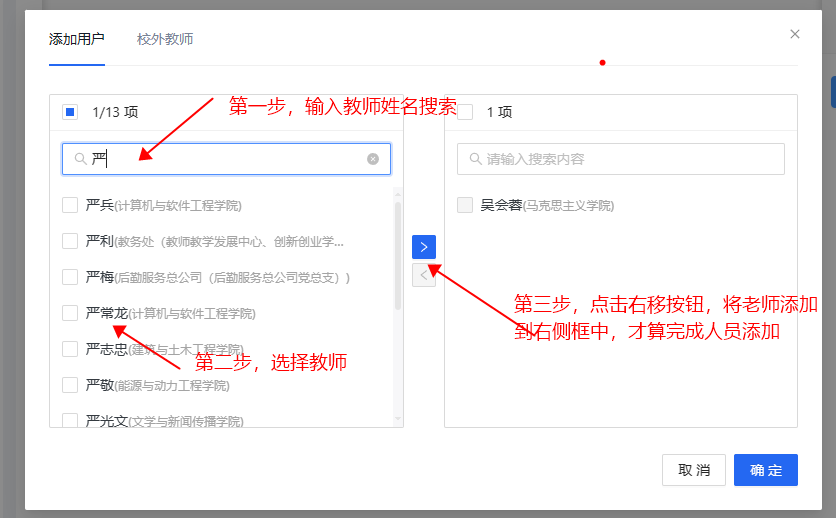 添加用户 校外教师
1/13 项
第一步，输入教师姓名搜索
1 项
严
请输入搜索内容
严兵(计算机与软件工程学院)
吴会蓉(马克思主义学院)
严利(教务处（教师教学发展中心、创新创业学...
严梅(后勤服务总公司（后勤服务总公司党总支）)
严常龙(计算机与软件工程学院)
第三步，点击右移按钮，将老师添加
到右侧框中，才算完成人员添加
严志忠(建筑与土木工程学院)
第二步，选择教师
严敬(能源与动力工程学院)
严光文(文学与新闻传播学院)
取 消 确 定